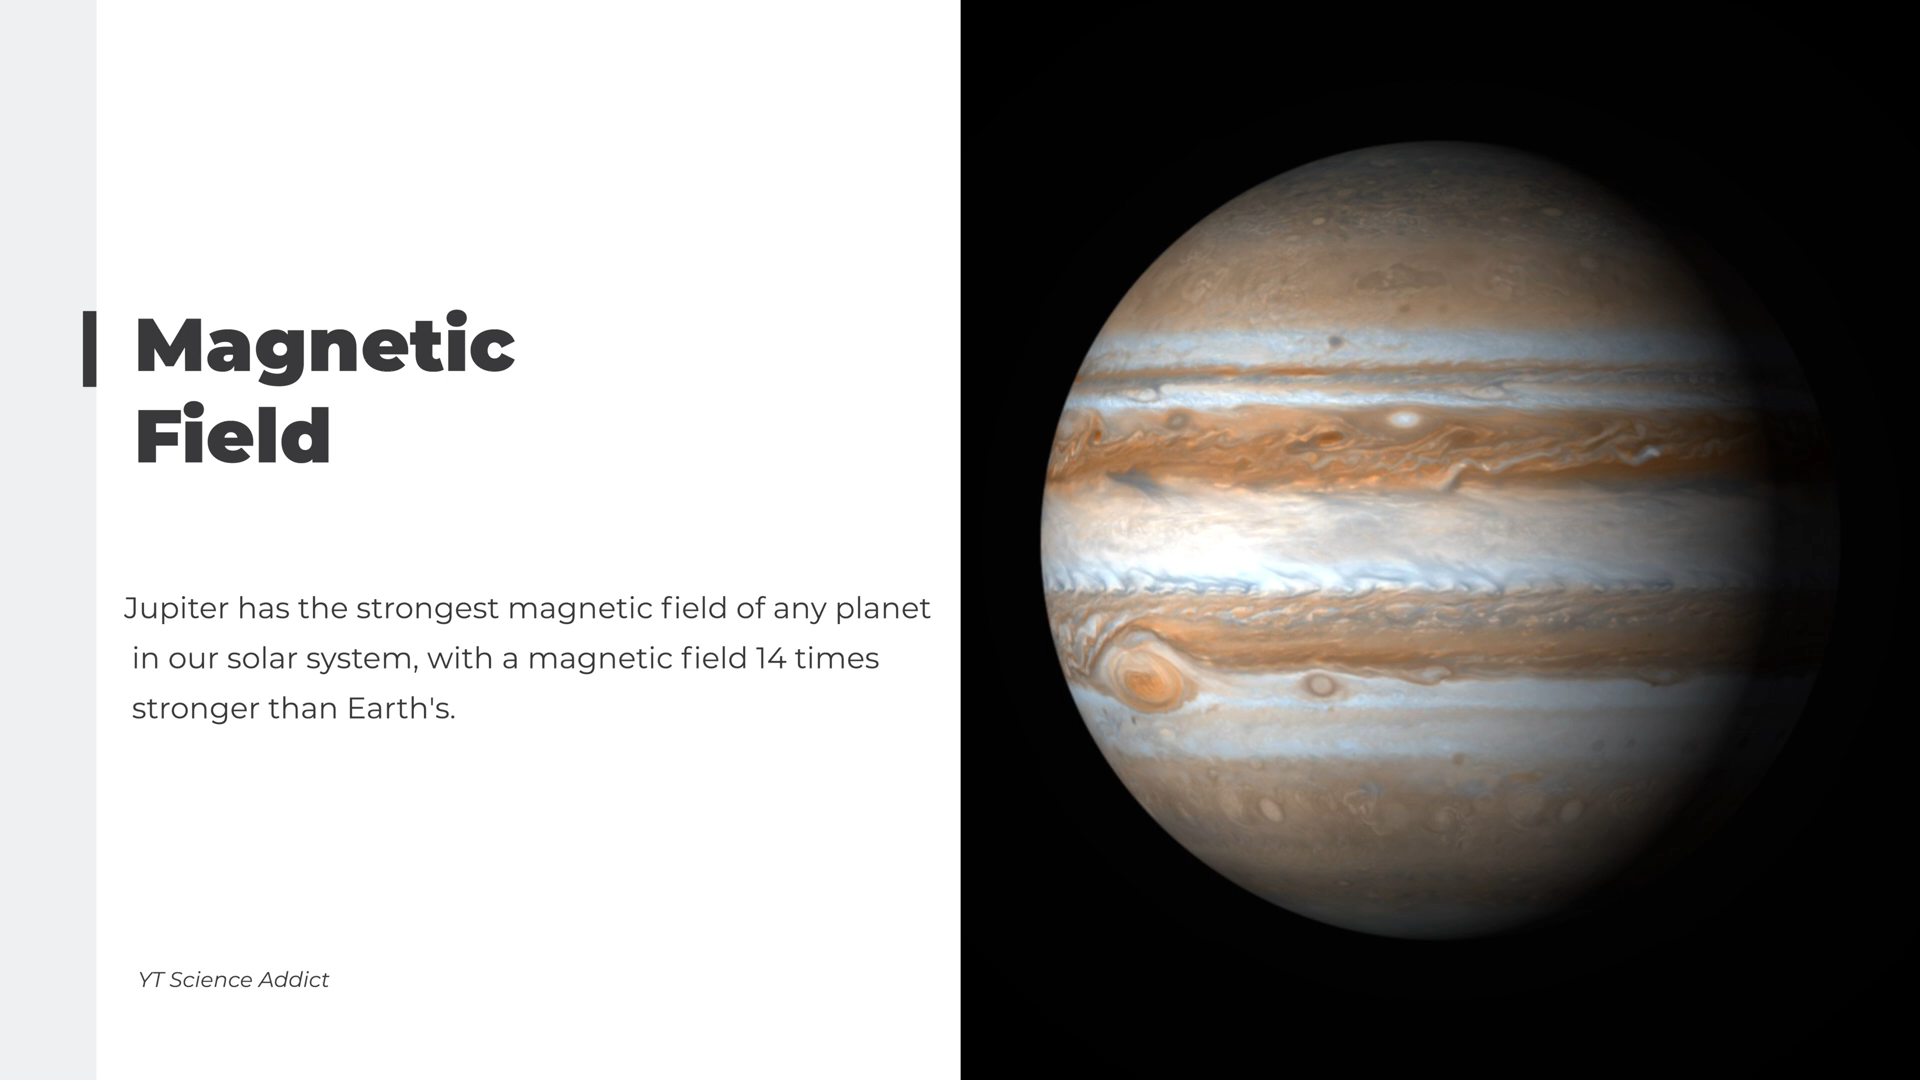 Magnetic
Field
Jupiter has the strongest magnetic field of any planet
in our solar system, with a magnetic field 14 times
stronger than Earth's.
YT Science Addict